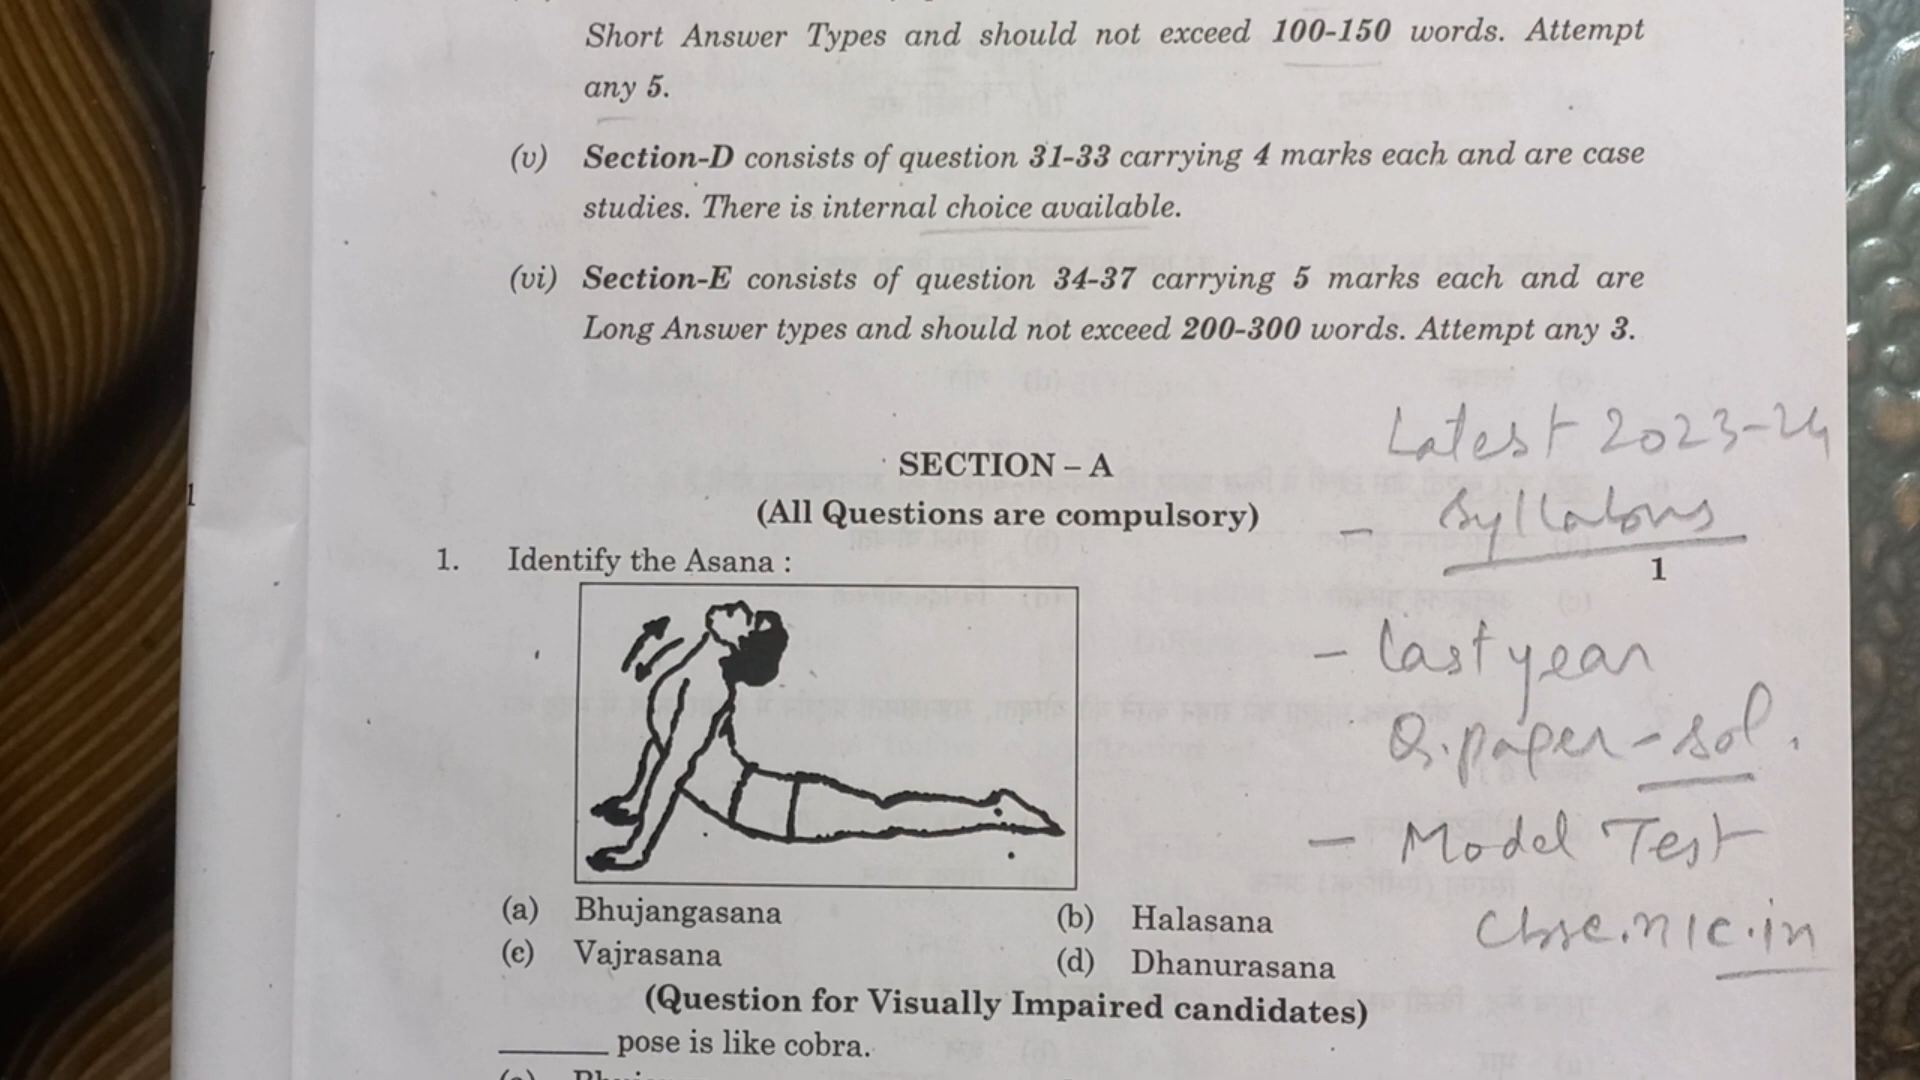 Short Answer Types and should not exceed 100-150 words. Attempt
any 5.
(v) Section-D consists of question 31-33 carrying 4 marks each and are case
studies. There is internal choice available.
(vi) Section-E consists of question 34-37 carrying 5 marks each and are
Long Answer types and should not exceed 200-300 words. Attempt any 3.
Latest 2023-24
SECTION – A
(All Questions are compulsory)
– Syllabus
1. Identify the Asana :
1
– Last year
Q.paper-sol.
– Model Test
(a) Bhujangasana
(b) Halasana
cbse.nic.in
(c) Vajrasana
(d) Dhanurasana
(Question for Visually Impaired candidates)
______ pose is like cobra.